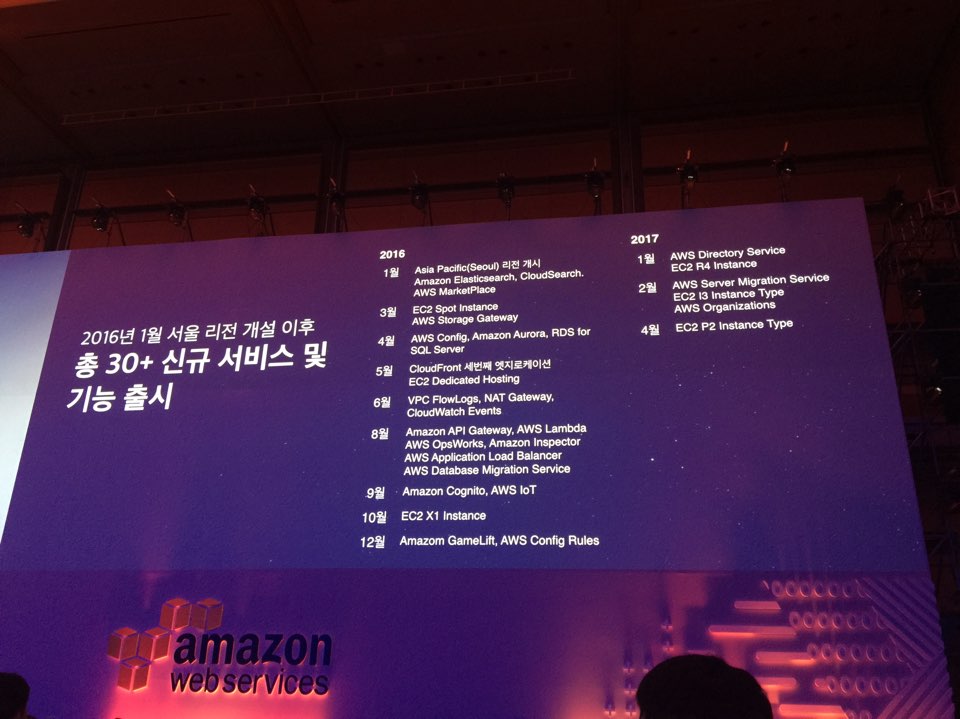 2016년 1월 서울 리전 개설 이후
총 30+ 신규 서비스 및
기능 출시
2016
1월 Asia Pacific(Seoul) 리전 개시
Amazon Elasticsearch, CloudSearch.
AWS MarketPlace
3월 EC2 Spot Instance
AWS Storage Gateway
4월 AWS Config, Amazon Aurora, RDS for
SQL Server
5월 CloudFront 세번째 엣지로케이션
EC2 Dedicated Hosting
6월 VPC FlowLogs, NAT Gateway,
CloudWatch Events
8월 Amazon API Gateway, AWS Lambda
AWS OpsWorks, Amazon Inspector
AWS Application Load Balancer
AWS Database Migration Service
9월 Amazon Cognito, AWS IoT
10월 EC2 X1 Instance
12월 Amazom GameLift, AWS Config Rules
2017
1월 AWS Directory Service
EC2 R4 Instance
2월 AWS Server Migration Service
EC2 I3 Instance Type
AWS Organizations
4월 EC2 P2 Instance Type
amazon
web services